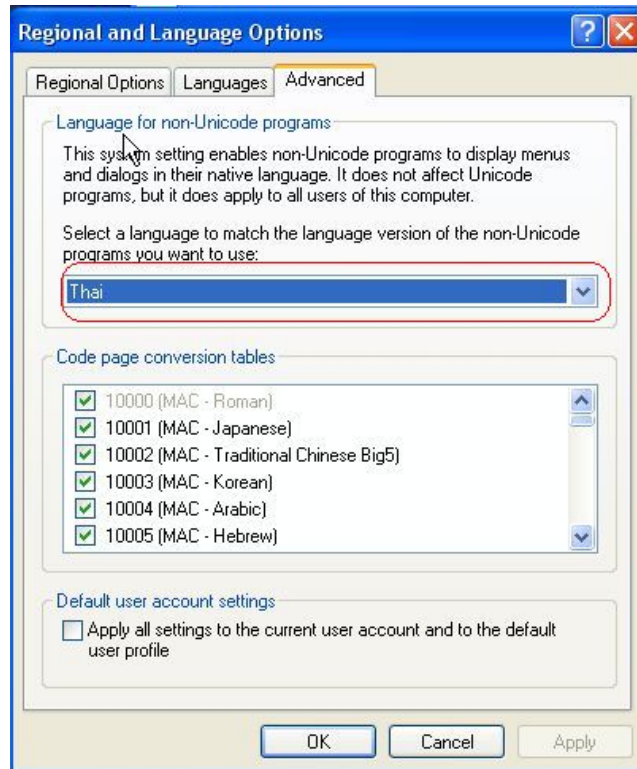 Regional and Language Options
Regional Options Languages Advanced
Language for non-Unicode programs
This system setting enables non-Unicode programs to display menus
and dialogs in their native language. It does not affect Unicode
programs, but it does apply to all users of this computer.
Select a language to match the language version of the non-Unicode
programs you want to use:
Thai
Code page conversion tables
10000 (MAC - Roman)
10001 (MAC - Japanese)
10002 (MAC - Traditional Chinese Big5)
10003 (MAC - Korean)
10004 (MAC - Arabic)
10005 (MAC - Hebrew)
Default user account settings
Apply all settings to the current user account and to the default
user profile
OK Cancel Apply